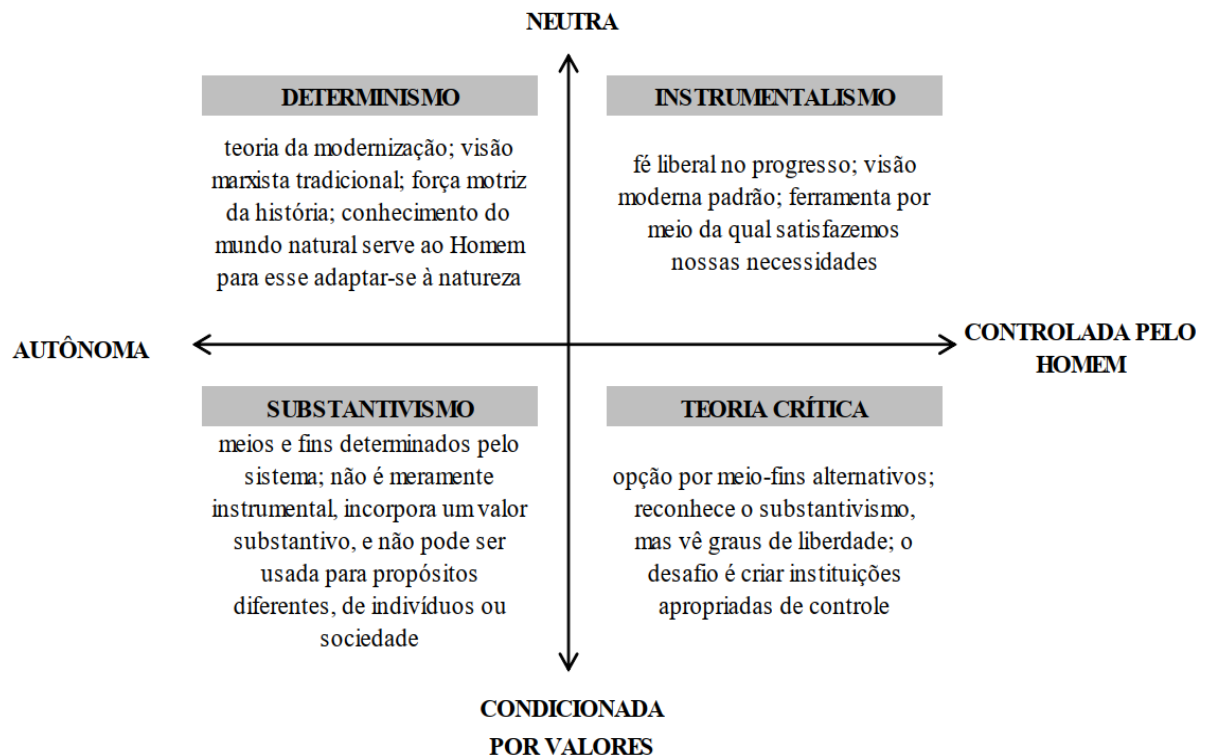 NEUTRA
DETERMINISMO
teoria da modernização; visão
marxista tradicional; força motriz
da história; conhecimento do
mundo natural serve ao Homem
para esse adaptar-se à natureza
INSTRUMENTALISMO
fé liberal no progresso; visão
moderna padrão; ferramenta por
meio da qual satisfazemos
nossas necessidades
AUTÔNOMA
CONTROLADA PELO
HOMEM
SUBSTANTIVISMO
meios e fins determinados pelo
sistema; não é meramente
instrumental, incorpora um valor
substantivo, e não pode ser
usada para propósitos
diferentes, de indivíduos ou
sociedade
TEORIA CRÍTICA
opção por meio-fins alternativos;
reconhece o substantivismo,
mas vê graus de liberdade; o
desafio é criar instituições
apropriadas de controle
CONDICIONADA
POR VALORES